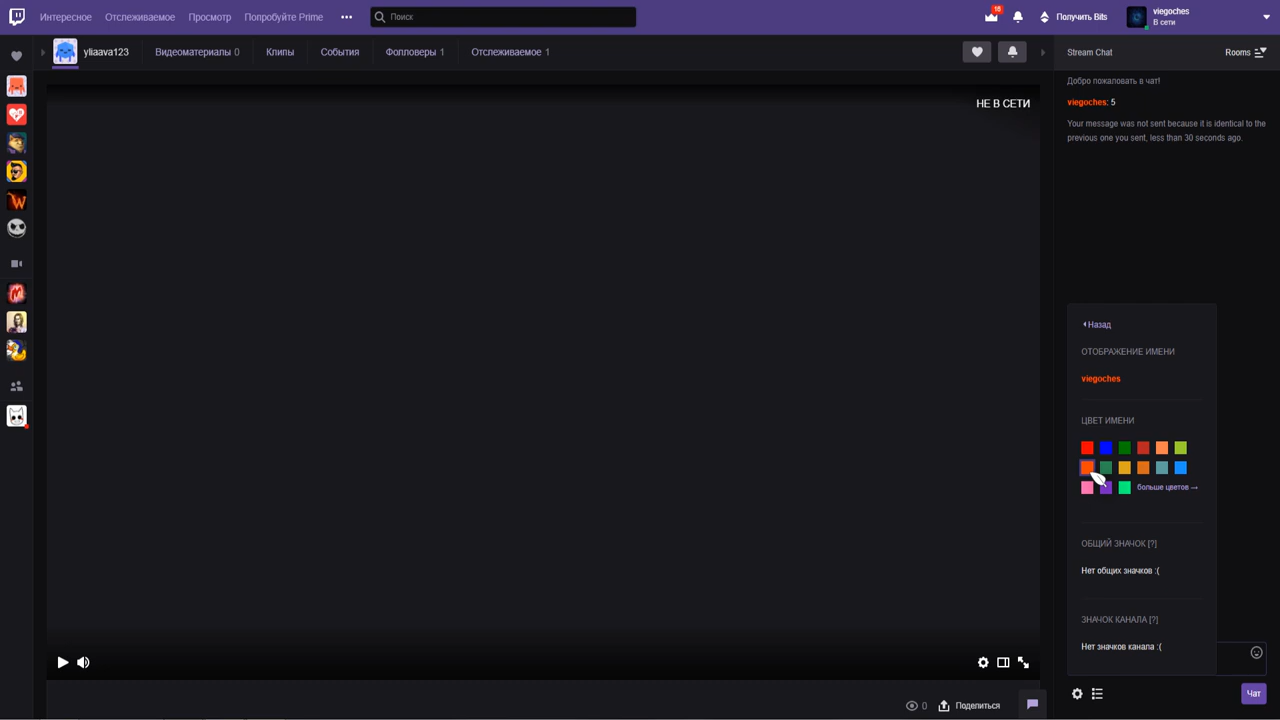 Интересное Отслеживаемое Просмотр Попробуйте Prime ••• Поиск 16 Получить Bits viegoches
В сети
yliaava123 Видеоматериалы 0 Клипы События Фолловеры 1 Отслеживаемое 1
Stream Chat Rooms
НЕ В СЕТИ
Добро пожаловать в чат!
viegoches: 5
Your message was not sent because it is identical to the
previous one you sent, less than 30 seconds ago.
Назад
ОТОБРАЖЕНИЕ ИМЕНИ
viegoches
ЦВЕТ ИМЕНИ
больше цветов →
ОБЩИЙ ЗНАЧОК [?]
Нет общих значков :(
ЗНАЧОК КАНАЛА [?]
Нет значков канала :(
0 Поделиться
Чат